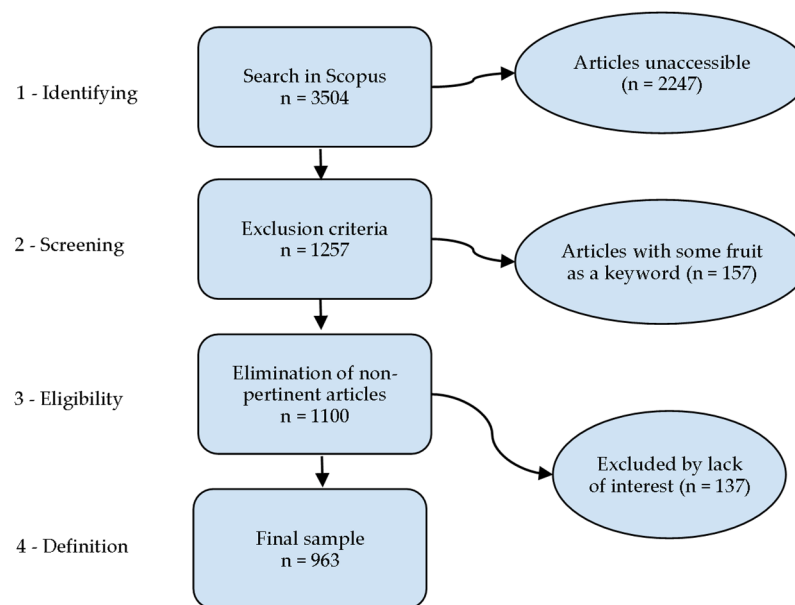 1 - Identifying
Search in Scopus
n = 3504
Articles unaccessible
(n = 2247)
2 - Screening
Exclusion criteria
n = 1257
Articles with some fruit
as a keyword (n = 157)
3 - Eligibility
Elimination of non-
pertinent articles
n = 1100
Excluded by lack
of interest (n = 137)
4 - Definition
Final sample
n = 963